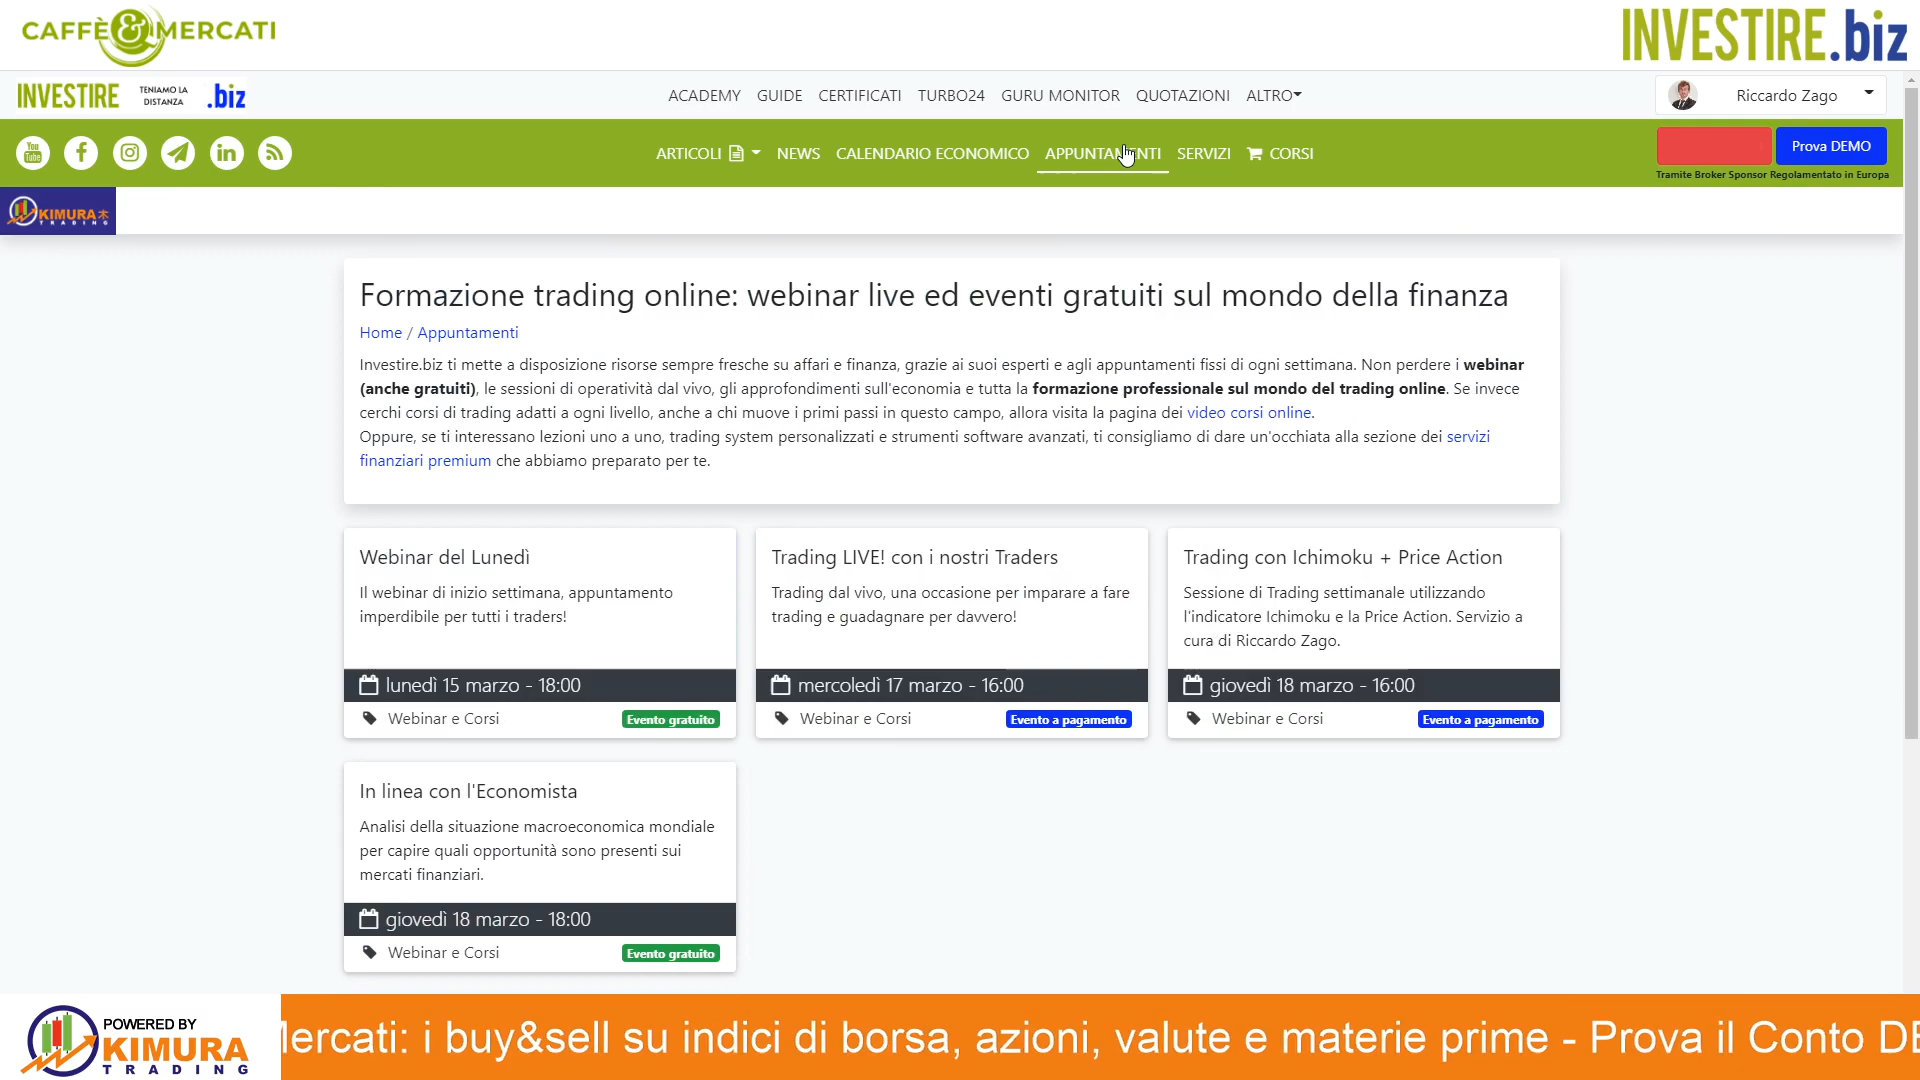 CAFFÈ&MERCATI
INVESTIRE.biz
INVESTIRE TENIAMO LA DISTANZA .biz
ACADEMY GUIDE CERTIFICATI TURBO24 GURU MONITOR QUOTAZIONI ALTRO
Riccardo Zago
You Tube
ARTICOLI NEWS CALENDARIO ECONOMICO APPUNTAMENTI SERVIZI CORSI
Prova DEMO
Tramite Broker Sponsor Regolamentato in Europa
KIMURA
TRADING
Formazione trading online: webinar live ed eventi gratuiti sul mondo della finanza
Home / Appuntamenti
Investire.biz ti mette a disposizione risorse sempre fresche su affari e finanza, grazie ai suoi esperti e agli appuntamenti fissi di ogni settimana. Non perdere i webinar
(anche gratuiti), le sessioni di operatività dal vivo, gli approfondimenti sull'economia e tutta la formazione professionale sul mondo del trading online. Se invece
cerchi corsi di trading adatti a ogni livello, anche a chi muove i primi passi in questo campo, allora visita la pagina dei video corsi online.
Oppure, se ti interessano lezioni uno a uno, trading system personalizzati e strumenti software avanzati, ti consigliamo di dare un'occhiata alla sezione dei servizi
finanziari premium che abbiamo preparato per te.
Webinar del Lunedì
Il webinar di inizio settimana, appuntamento
imperdibile per tutti i traders!
lunedì 15 marzo - 18:00
Webinar e Corsi
Evento gratuito
Trading LIVE! con i nostri Traders
Trading dal vivo, una occasione per imparare a fare
trading e guadagnare per davvero!
mercoledì 17 marzo - 16:00
Webinar e Corsi
Evento a pagamento
Trading con Ichimoku + Price Action
Sessione di Trading settimanale utilizzando
l'indicatore Ichimoku e la Price Action. Servizio a
cura di Riccardo Zago.
giovedì 18 marzo - 16:00
Webinar e Corsi
Evento a pagamento
In linea con l'Economista
Analisi della situazione macroeconomica mondiale
per capire quali opportunità sono presenti sui
mercati finanziari.
giovedì 18 marzo - 18:00
Webinar e Corsi
Evento gratuito
POWERED BY
KIMURA
TRADING
Mercati: i buy&sell su indici di borsa, azioni, valute e materie prime - Prova il Conto DE